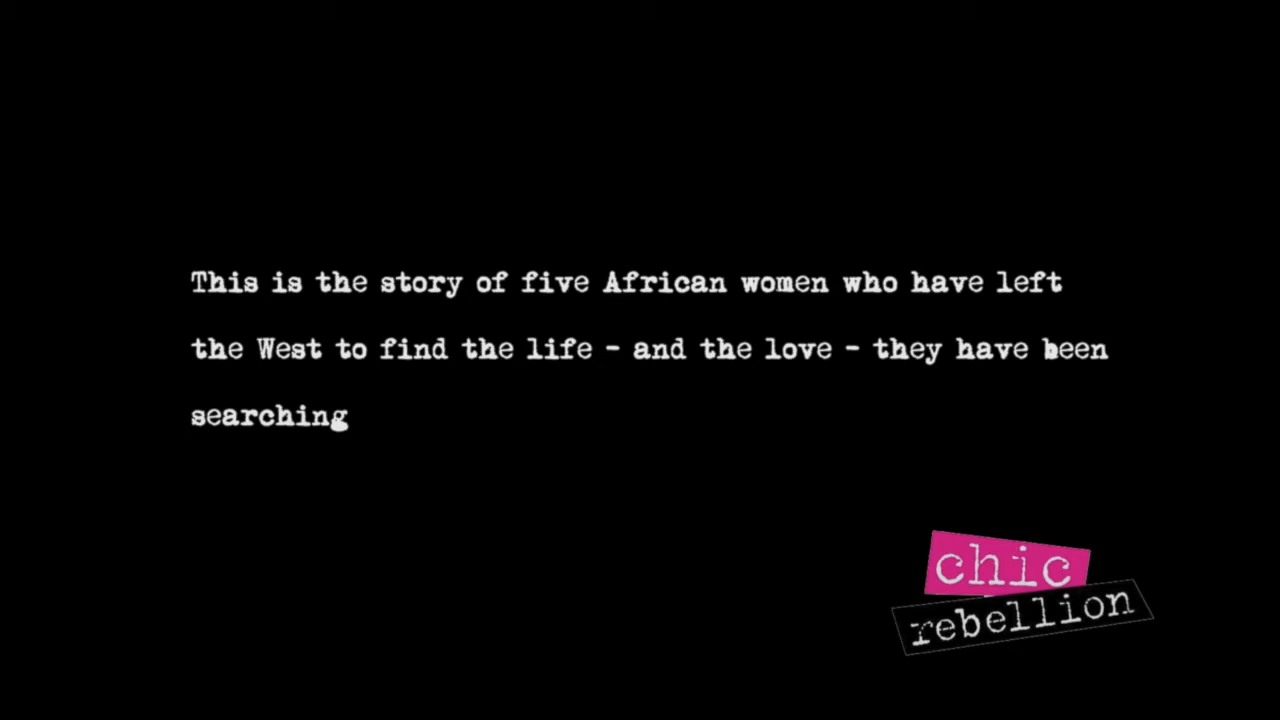 This is the story of five African women who have left
the West to find the life - and the love - they have been
searching
chic
rebellion